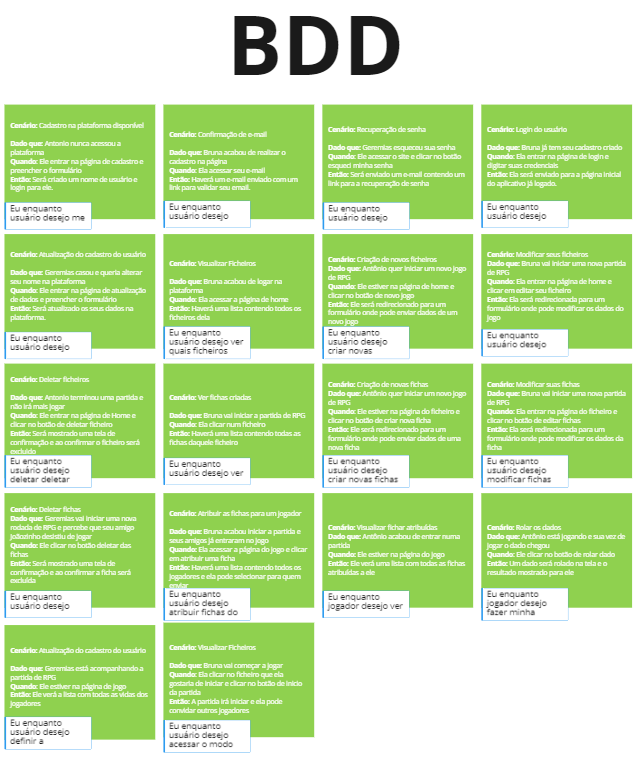 BDD
Cenário: Cadastro na plataforma disponível
Dado que: Antonio nunca acessou a
plataforma
Quando: Ele entrar na página de cadastro e
preencher o formulário
Então: Será criado um nome de usuário e
login para ele.
Eu enquanto
usuário desejo me
Cenário: Confirmação de e-mail
Dado que: Bruna acabou de realizar o
cadastro na página
Quando: Ela acessar seu e-mail
Então: Haverá um e-mail enviado com um
link para validar seu email.
Eu enquanto
usuário desejo
Cenário: Recuperação de senha
Dado que: Geremias esqueceu sua senha
Quando: Ele acessar o site e clicar no botão
esqueci minha senha
Então: Será enviado um e-mail contendo um
link para a recuperação de senha
Eu enquanto
usuário desejo
Cenário: Login do usuário
Dado que: Bruna já tem seu cadastro criado
Quando: Ela entrar na página de login e
digitar suas credenciais
Então: Ela será enviado para a página inicial
do aplicativo já logado.
Eu enquanto
usuário desejo
Cenário: Atualização do cadastro do usuário
Dado que: Geremias casou e queria alterar
seu nome na plataforma
Quando: Ele entrar na página de atualização
de dados e preencher o formulário
Então: Será atualizado os seus dados na
plataforma.
Eu enquanto
usuário desejo
Cenário: Visualizar Ficheiros
Dado que: Bruna acabou de logar na
plataforma
Quando: Ela acessar a página de home
Então: Haverá uma lista contendo todos os
ficheiros dela
Eu enquanto
usuário desejo ver
quais ficheiros
Cenário: Criação de novos ficheiros
Dado que: Antônio quer iniciar um novo jogo
de RPG
Quando: Ele estiver na página de home e
clicar no botão de novo jogo
Então: Ele será redirecionado para um
formulário onde pode enviar dados de um
novo jogo
Eu enquanto
usuário desejo
criar novas
Cenário: Modificar seus ficheiros
Dado que: Bruna vai iniciar uma nova partida
de RPG
Quando: Ela entrar na página de home e
clicar em editar seu ficheiro
Então: Ela será redirecionada para um
formulário onde pode modificar os dados do
jogo
Eu enquanto
usuário desejo
Cenário: Deletar ficheiros
Dado que: Antonio terminou uma partida e
não irá mais jogar
Quando: Ele entrar na página de Home e
clicar no botão de deletar ficheiro
Então: Será mostrado uma tela de
confirmação e ao confirmar o ficheiro será
excluído
Eu enquanto
usuário desejo
deletar deletar
Cenário: Ver fichas criadas
Dado que: Bruna vai iniciar a partida de RPG
Quando: Ela clicar num ficheiro
Então: Haverá uma lista contendo todas as
fichas daquele ficheiro
Eu enquanto
usuário desejo ver
Cenário: Criação de novas fichas
Dado que: Antônio quer iniciar um novo jogo
de RPG
Quando: Ele estiver na página do ficheiro e
clicar no botão de criar nova ficha
Então: Ele será redirecionado para um
formulário onde pode enviar dados de uma
nova ficha
Eu enquanto
usuário desejo
criar novas fichas
Cenário: Modificar suas fichas
Dado que: Bruna vai iniciar uma nova partida
de RPG
Quando: Ela entrar na página do ficheiro e
clicar no botão de editar fichas
Então: Ela será redirecionada para um
formulário onde pode modificar os dados da
ficha
Eu enquanto
usuário desejo
modificar fichas
Cenário: Deletar fichas
Dado que: Geremias vai iniciar uma nova
rodada de RPG e percebe que seu amigo
Joãozinho desistiu de jogar
Quando: Ele clicar no botão deletar das
fichas
Então: Será mostrado uma tela de
confirmação e ao confirmar a ficha será
excluída
Eu enquanto
usuário desejo
Cenário: Atribuir as fichas para um jogador
Dado que: Bruna acabou iniciar a partida e
seus amigos já entraram no jogo
Quando: Ela acessar a página do jogo e clicar
em atribuir uma ficha
Então: Haverá uma lista contendo todos os
jogadores e ela pode selecionar para quem
enviar
Eu enquanto
usuário desejo
atribuir fichas do
Cenário: Visualizar fichar atribuídas
Dado que: Antônio acabou de entrar numa
partida
Quando: Ele estiver na página do jogo
Então: Ele verá uma lista com todas as fichas
atribuídas a ele
Eu enquanto
jogador desejo ver
Cenário: Rolar os dados
Dado que: Antônio está jogando e sua vez de
jogar o dado chegou
Quando: Ele clicar no botão de rolar dado
Então: Um dado será rolado na tela e o
resultado mostrado para ele
Eu enquanto
jogador desejo
fazer minha
Cenário: Atualização do cadastro do usuário
Dado que: Geremias está acompanhando a
partida de RPG
Quando: Ele estiver na página de jogo
Então: Ele verá a lista com todas as vidas dos
jogadores
Eu enquanto
usuário desejo
definir a
Cenário: Visualizar Ficheiros
Dado que: Bruna vai começar a jogar
Quando: Ela clicar no ficheiro que ela
gostaria de iniciar e clicar no botão de inicio
da partida
Então: A partida irá iniciar e ela pode
convidar outros jogadores
Eu enquanto
usuário desejo
acessar o modo